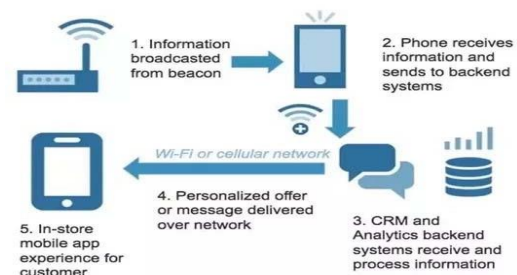 1. Information
broadcasted
from beacon
2. Phone receives
information and
sends to backend
systems
Wi-Fi or cellular network
3. CRM and
Analytics backend
systems receive and
process information
4. Personalized offer
or message delivered
over network
5. In-store
mobile app
experience for
customer